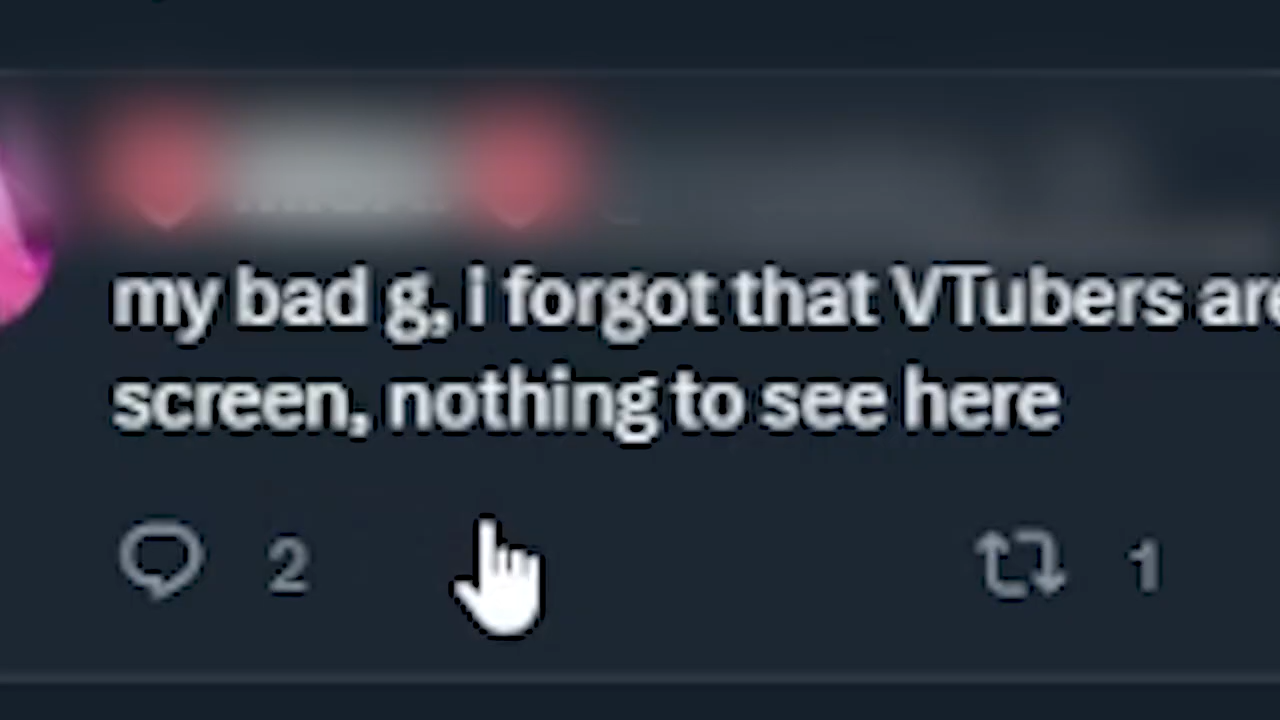 my bad g, i forgot that VTubers are
screen, nothing to see here
2 1